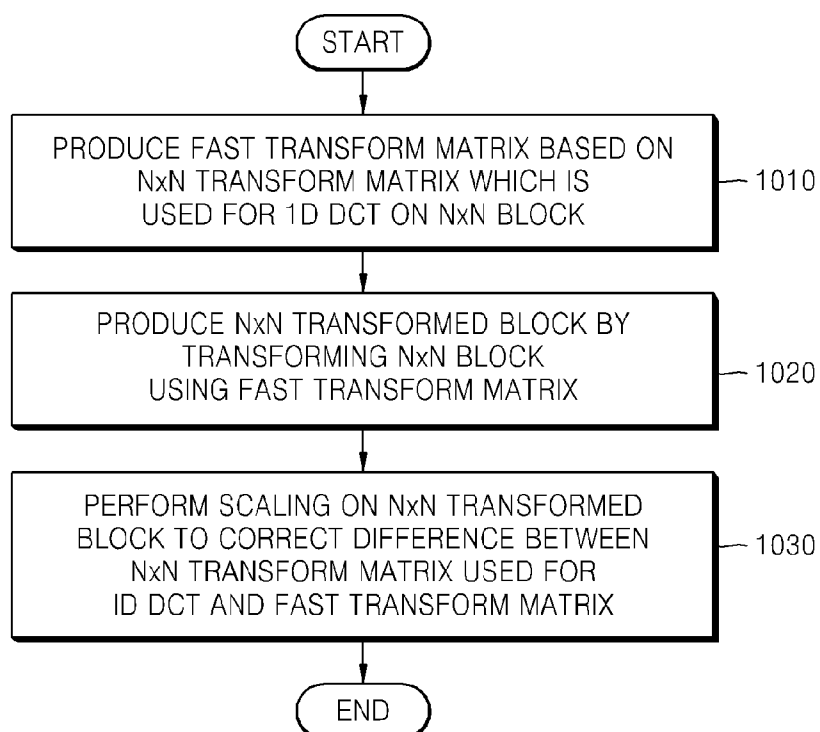 START
PRODUCE FAST TRANSFORM MATRIX BASED ON
NxN TRANSFORM MATRIX WHICH IS
USED FOR 1D DCT ON NxN BLOCK
1010
PRODUCE NxN TRANSFORMED BLOCK BY
TRANSFORMING NxN BLOCK
USING FAST TRANSFORM MATRIX
1020
PERFORM SCALING ON NxN TRANSFORMED
BLOCK TO CORRECT DIFFERENCE BETWEEN
NxN TRANSFORM MATRIX USED FOR
ID DCT AND FAST TRANSFORM MATRIX
1030
END